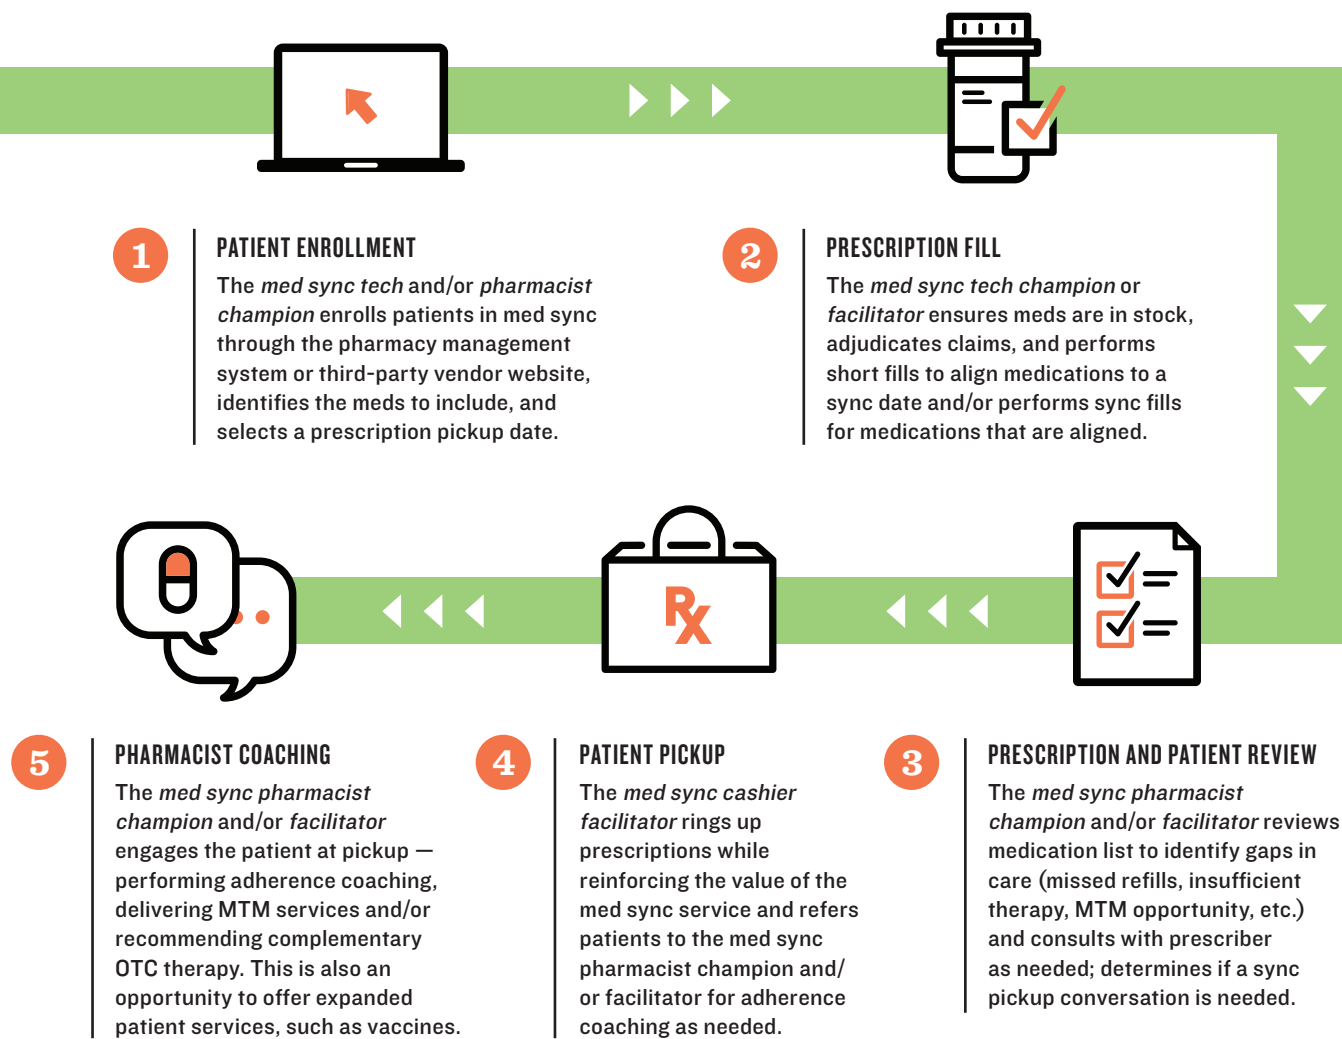 1
PATIENT ENROLLMENT
The med sync tech and/or pharmacist
champion enrolls patients in med sync
through the pharmacy management
system or third-party vendor website,
identifies the meds to include, and
selects a prescription pickup date.
2
PRESCRIPTION FILL
The med sync tech champion or
facilitator ensures meds are in stock,
adjudicates claims, and performs
short fills to align medications to a
sync date and/or performs sync fills
for medications that are aligned.
Rx
3
PRESCRIPTION AND PATIENT REVIEW
The med sync pharmacist
champion and/or facilitator reviews
medication list to identify gaps in
care (missed refills, insufficient
therapy, MTM opportunity, etc.)
and consults with prescriber
as needed; determines if a sync
pickup conversation is needed.
4
PATIENT PICKUP
The med sync cashier
facilitator rings up
prescriptions while
reinforcing the value of the
med sync service and refers
patients to the med sync
pharmacist champion and/
or facilitator for adherence
coaching as needed.
5
PHARMACIST COACHING
The med sync pharmacist
champion and/or facilitator
engages the patient at pickup —
performing adherence coaching,
delivering MTM services and/or
recommending complementary
OTC therapy. This is also an
opportunity to offer expanded
patient services, such as vaccines.